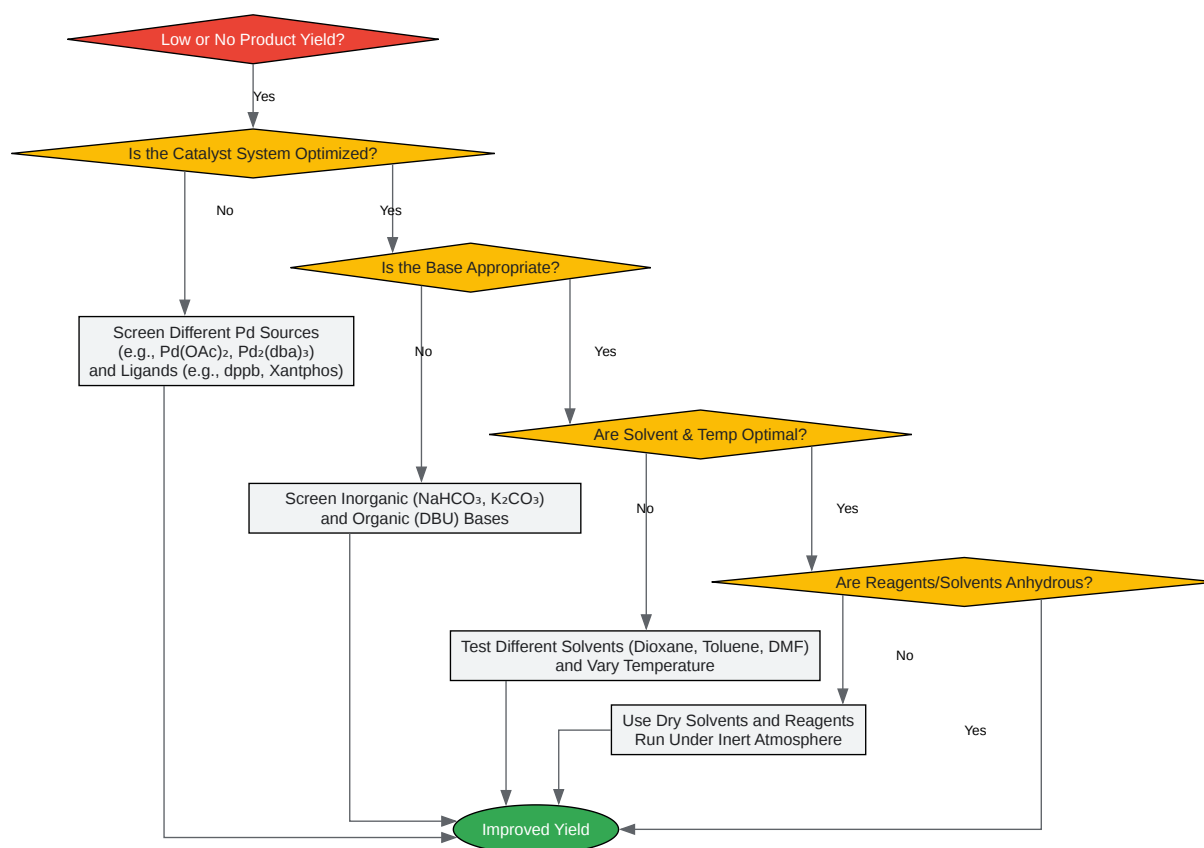 Low or No Product Yield?
Yes
Is the Catalyst System Optimized?
No
Yes
Is the Base Appropriate?
Screen Different Pd Sources
(e.g., Pd(OAc)₂, Pd₂(dba)₃)
and Ligands (e.g., dppb, Xantphos)
No
Yes
Are Solvent & Temp Optimal?
Screen Inorganic (NaHCO₃, K₂CO₃)
and Organic (DBU) Bases
No
Yes
Are Reagents/Solvents Anhydrous?
Test Different Solvents (Dioxane, Toluene, DMF)
and Vary Temperature
No
Use Dry Solvents and Reagents
Run Under Inert Atmosphere
Yes
Improved Yield